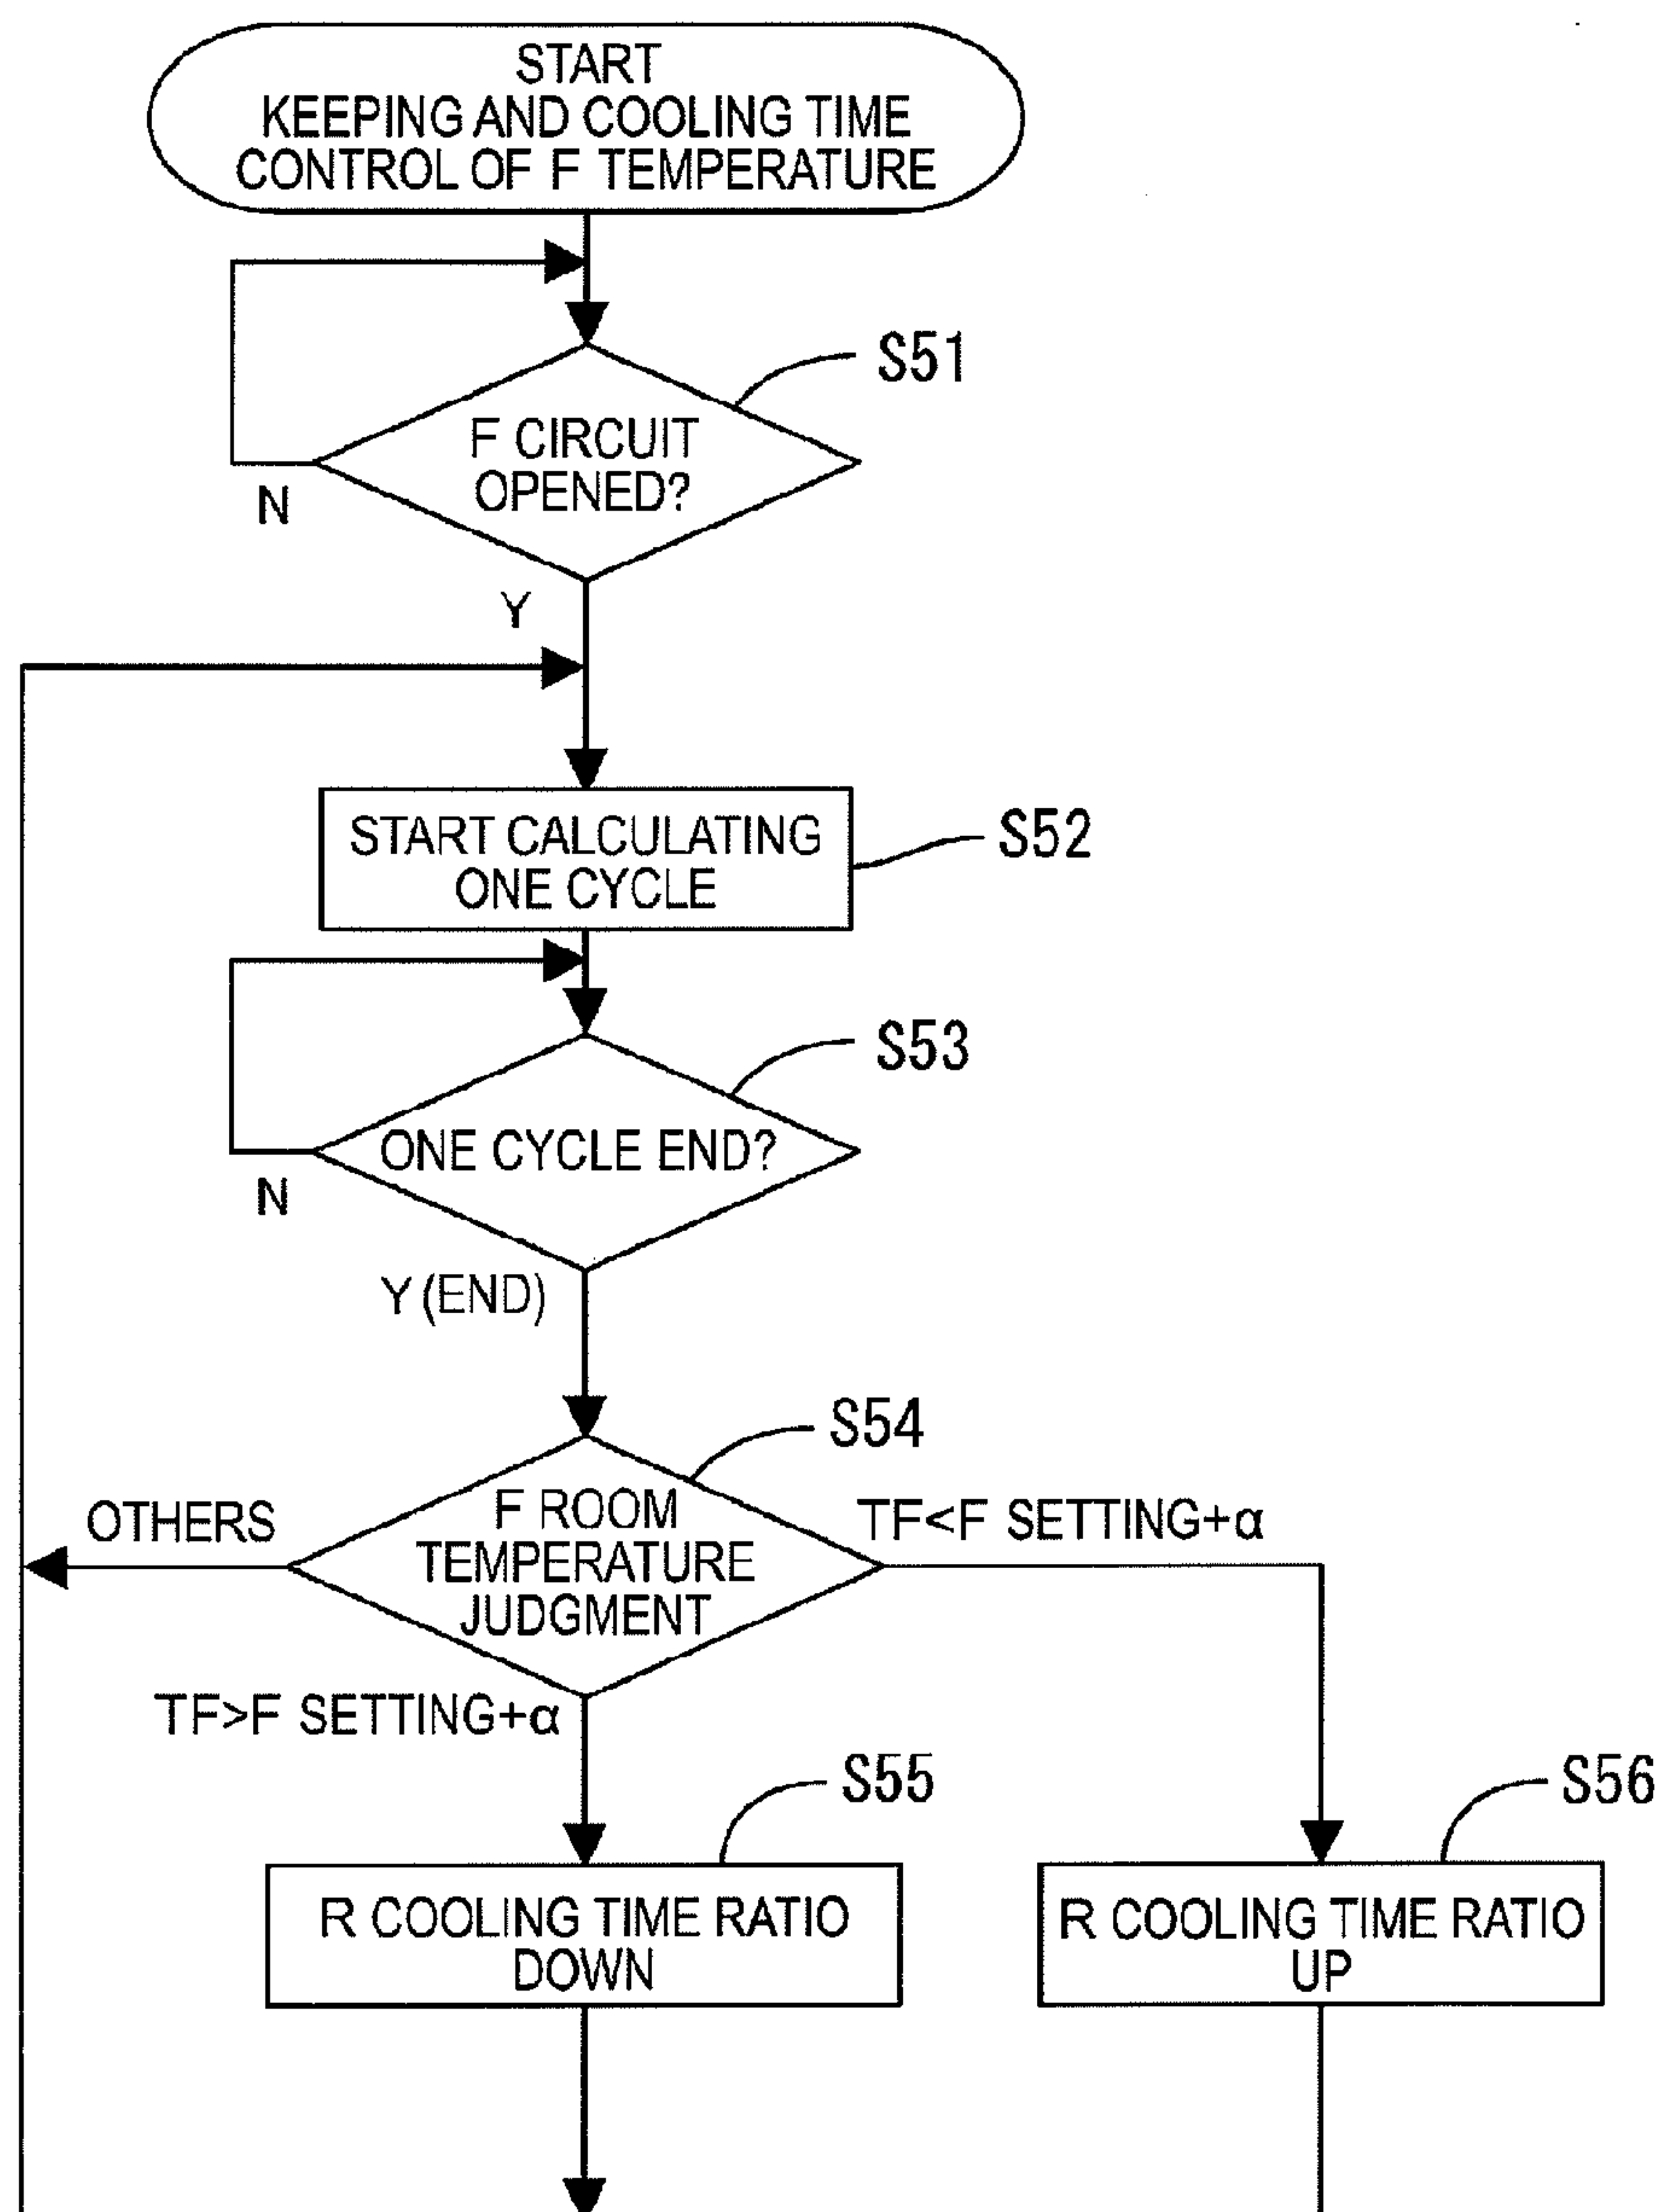 START
KEEPING AND COOLING TIME
CONTROL OF F TEMPERATURE
S51
F CIRCUIT
OPENED?
N
Y
START CALCULATING
ONE CYCLE
S52
S53
ONE CYCLE END?
N
Y (END)
S54
OTHERS
F ROOM
TEMPERATURE
JUDGMENT
TF<F SETTING+α
TF>F SETTING+α
S55
S56
R COOLING TIME RATIO
DOWN
R COOLING TIME RATIO
UP